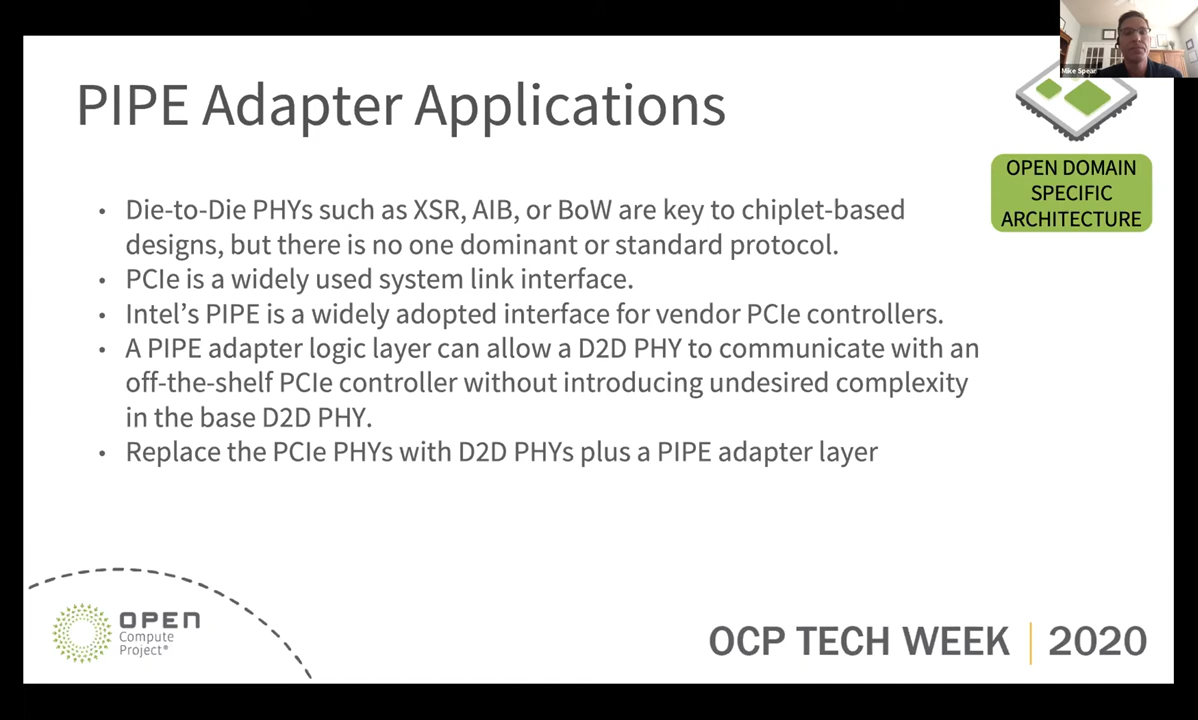 Mike Spear
PIPE Adapter Applications
OPEN DOMAIN
SPECIFIC
ARCHITECTURE
• Die-to-Die PHYs such as XSR, AIB, or BoW are key to chiplet-based
designs, but there is no one dominant or standard protocol.
• PCIe is a widely used system link interface.
• Intel’s PIPE is a widely adopted interface for vendor PCIe controllers.
• A PIPE adapter logic layer can allow a D2D PHY to communicate with an
off-the-shelf PCIe controller without introducing undesired complexity
in the base D2D PHY.
• Replace the PCIe PHYs with D2D PHYs plus a PIPE adapter layer
OPEN
Compute
Project®
OCP TECH WEEK | 2020